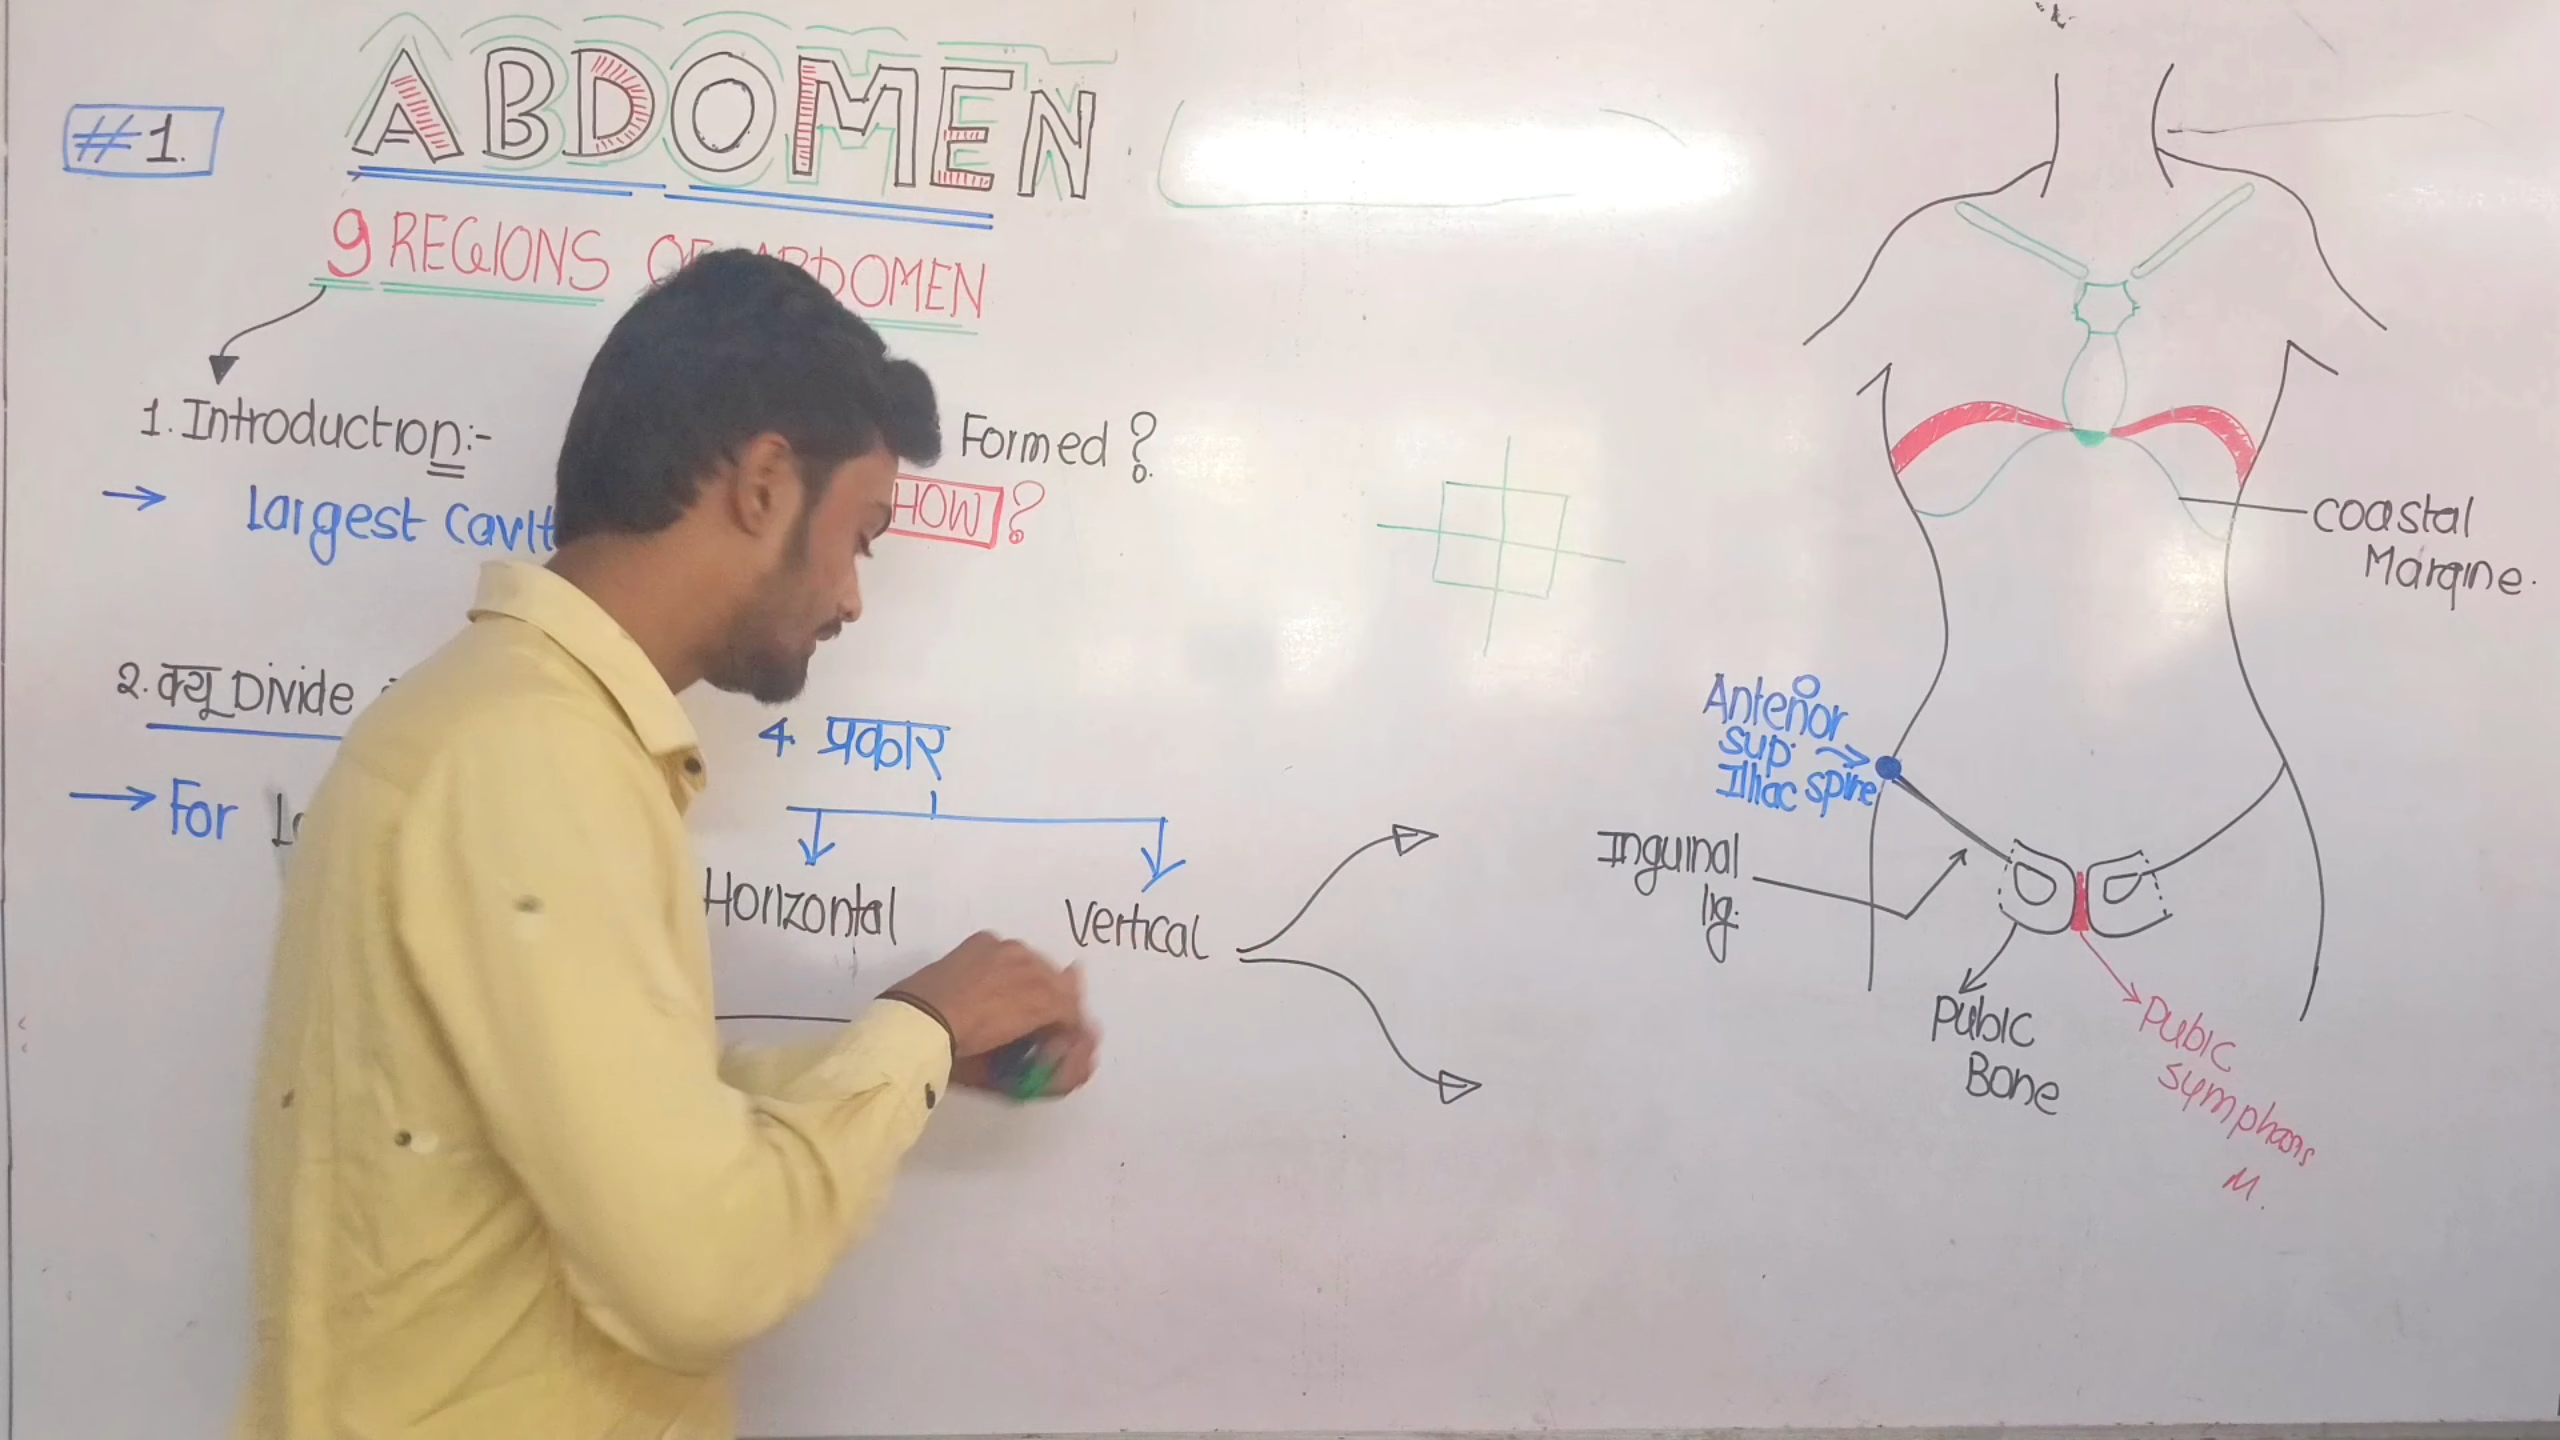 #1.
ABDOMEN
9 REGIONS OF ABDOMEN
1. Introduction:-
Formed ?
→ Largest Cavit
HOW ?
2. क्यू Divide
→ For
4 प्रकार
Horizontal
Vertical
Coastal
Margine.
Anterior
sup.
Illiac spine
Inguinal
lig.
Pubic
Bone
Pubic
symphasis
M.